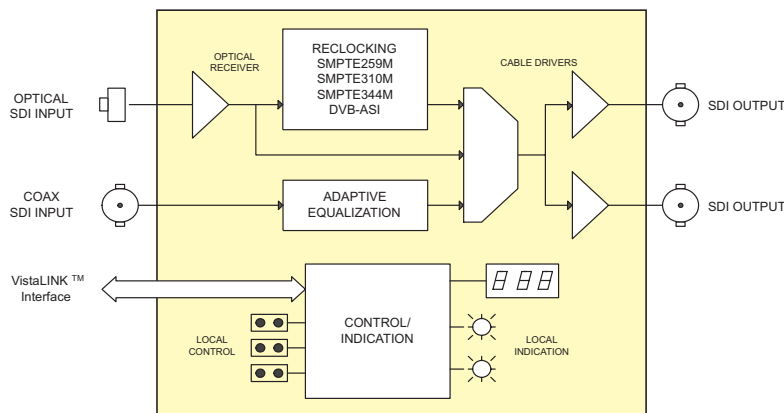 OPTICAL
RECEIVER
RECLOCKING
SMPTE259M
SMPTE310M
SMPTE344M
DVB-ASI
CABLE DRIVERS
OPTICAL
SDI INPUT
SDI OUTPUT
COAX
SDI INPUT
ADAPTIVE
EQUALIZATION
SDI OUTPUT
VistaLINK ™
Interface
CONTROL/
INDICATION
888
LOCAL
CONTROL
LOCAL
INDICATION